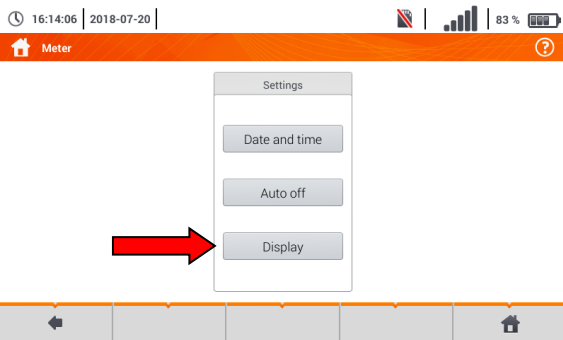 16:14:06 2018-07-20 83 %
Meter ?
Settings
Date and time
Auto off
Display